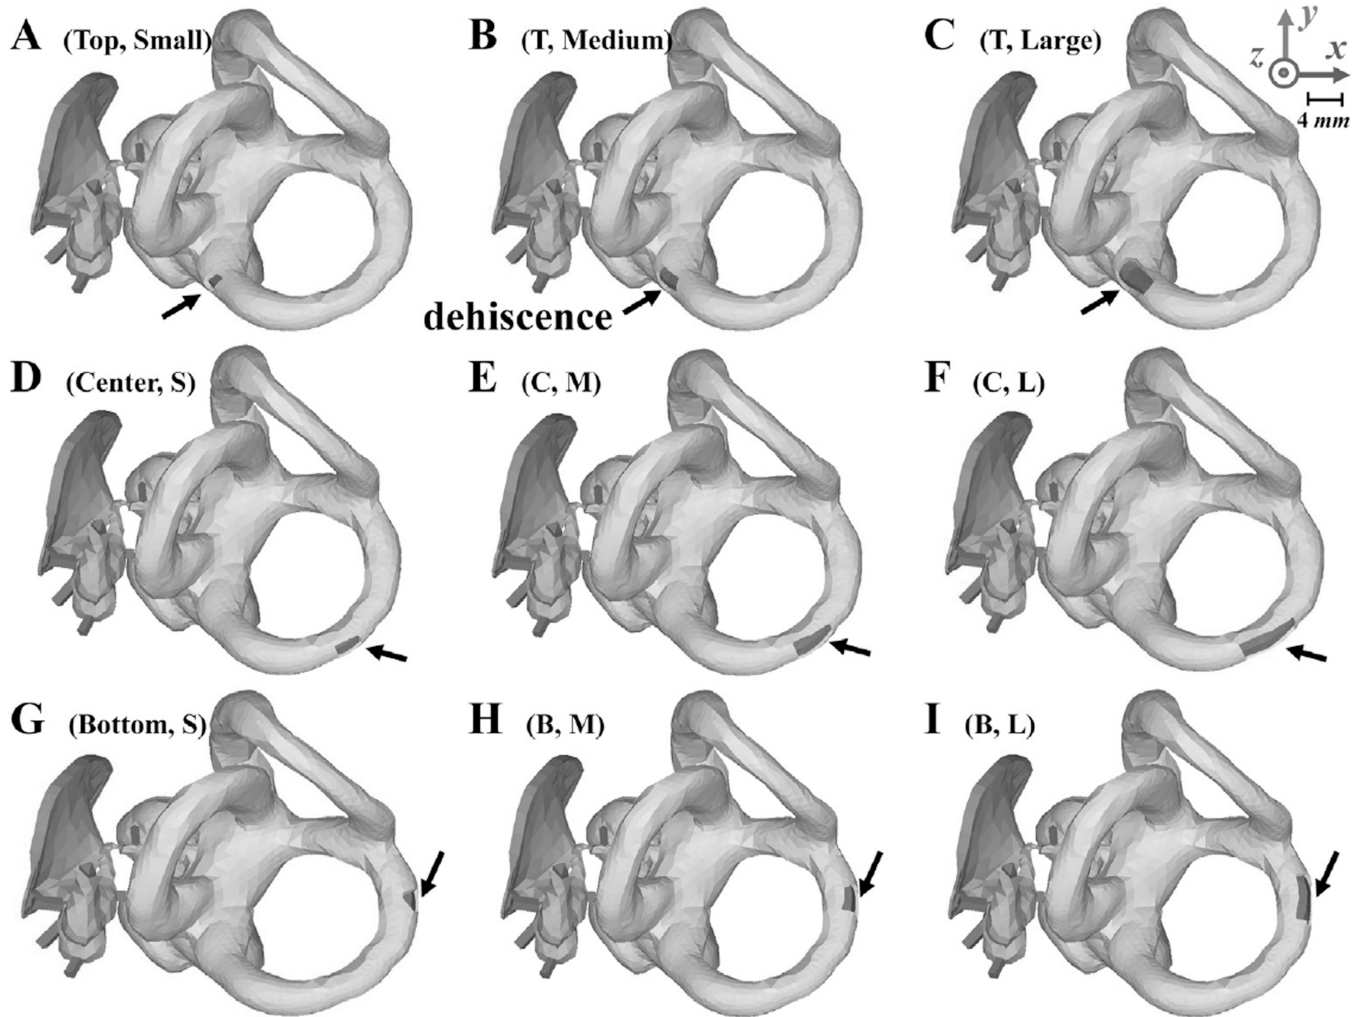 A (Top, Small)
B (T, Medium)
C (T, Large)
y
z x
4 mm
dehiscence
D (Center, S)
E (C, M)
F (C, L)
G (Bottom, S)
H (B, M)
I (B, L)